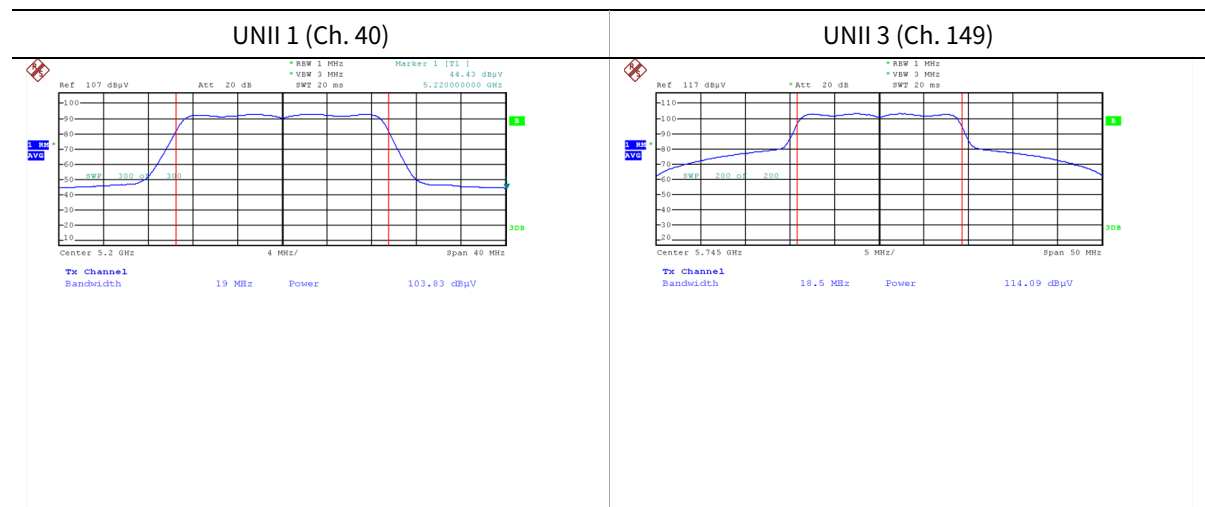 UNII 1 (Ch. 40)
* RBW 1 MHz Marker 1 [T1 ]
* VBW 3 MHz 44.43 dBµV
Ref 107 dBµV Att 20 dB SWT 20 ms 5.220000000 GHz
100
90
80
70
60
50
40
30
20
10
B
1 RM *
AVG
SWP 300 of 300
3DB
Center 5.2 GHz 4 MHz/ Span 40 MHz
Tx Channel
Bandwidth 19 MHz Power 103.83 dBµV
UNII 3 (Ch. 149)
* RBW 1 MHz
* VBW 3 MHz
Ref 117 dBµV * Att 20 dB SWT 20 ms
110
100
90
80
70
60
50
40
30
20
B
1 RM *
AVG
SWP 200 of 200
3DB
Center 5.745 GHz 5 MHz/ Span 50 MHz
Tx Channel
Bandwidth 18.5 MHz Power 114.09 dBµV